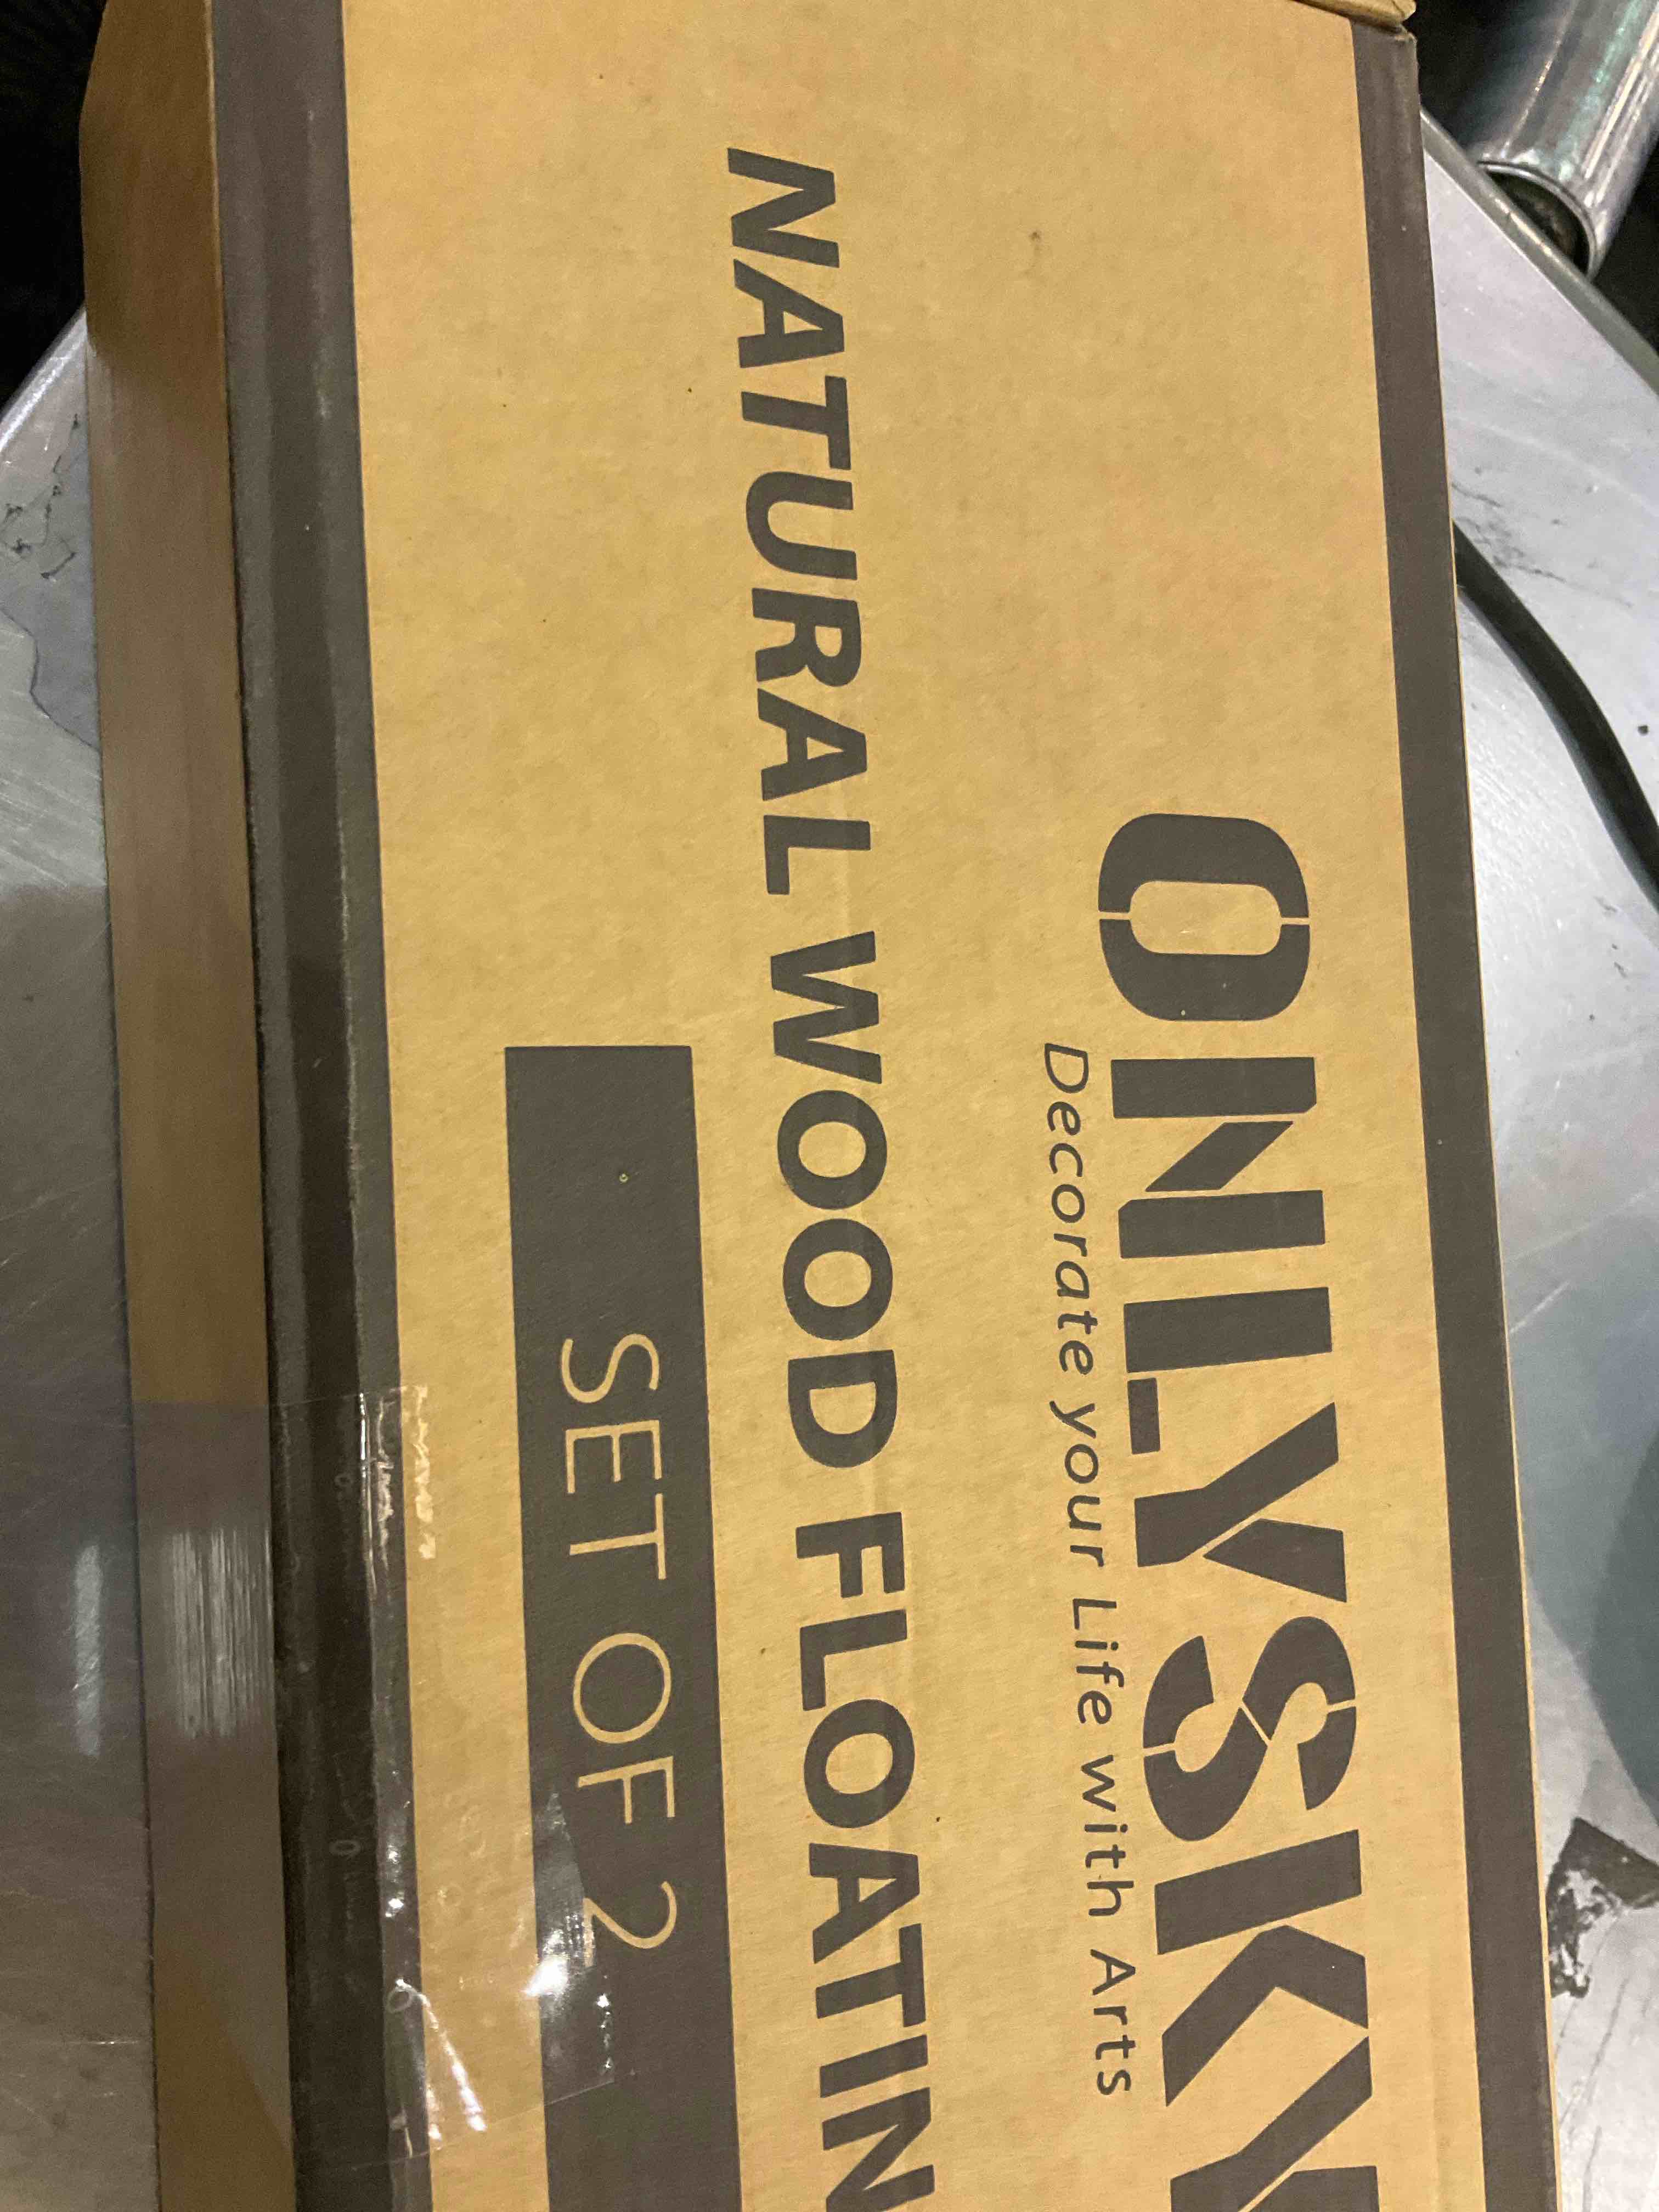 ONLYSKY
Decorate your Life with Arts
NATURAL WOOD FLOATIN
SET OF 2